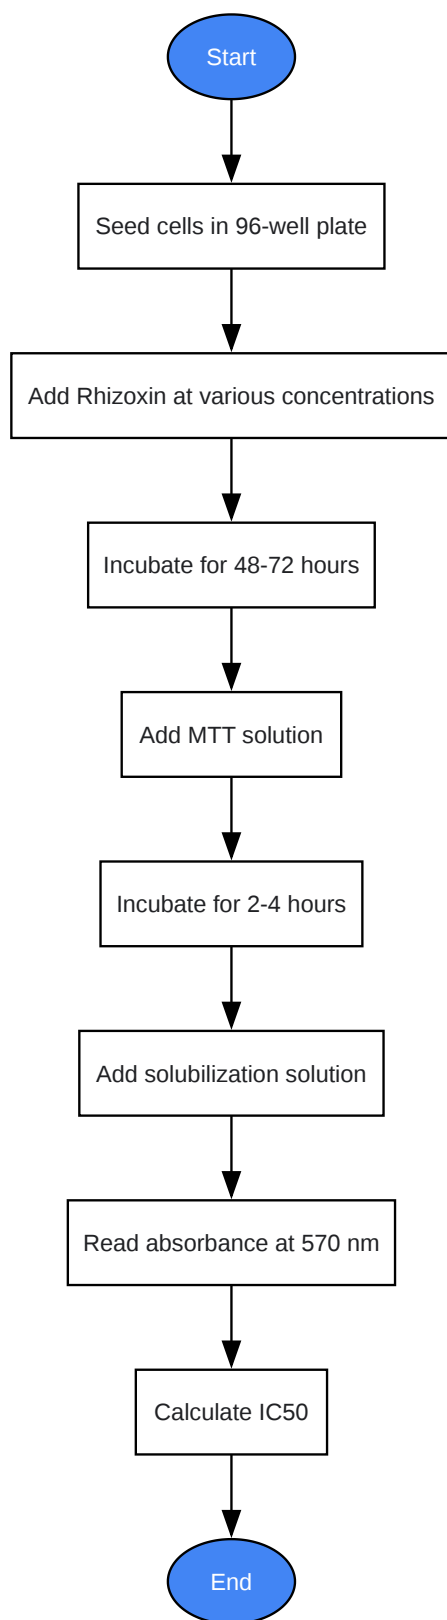 Start
Seed cells in 96-well plate
Add Rhizoxin at various concentrations
Incubate for 48-72 hours
Add MTT solution
Incubate for 2-4 hours
Add solubilization solution
Read absorbance at 570 nm
Calculate IC50
End